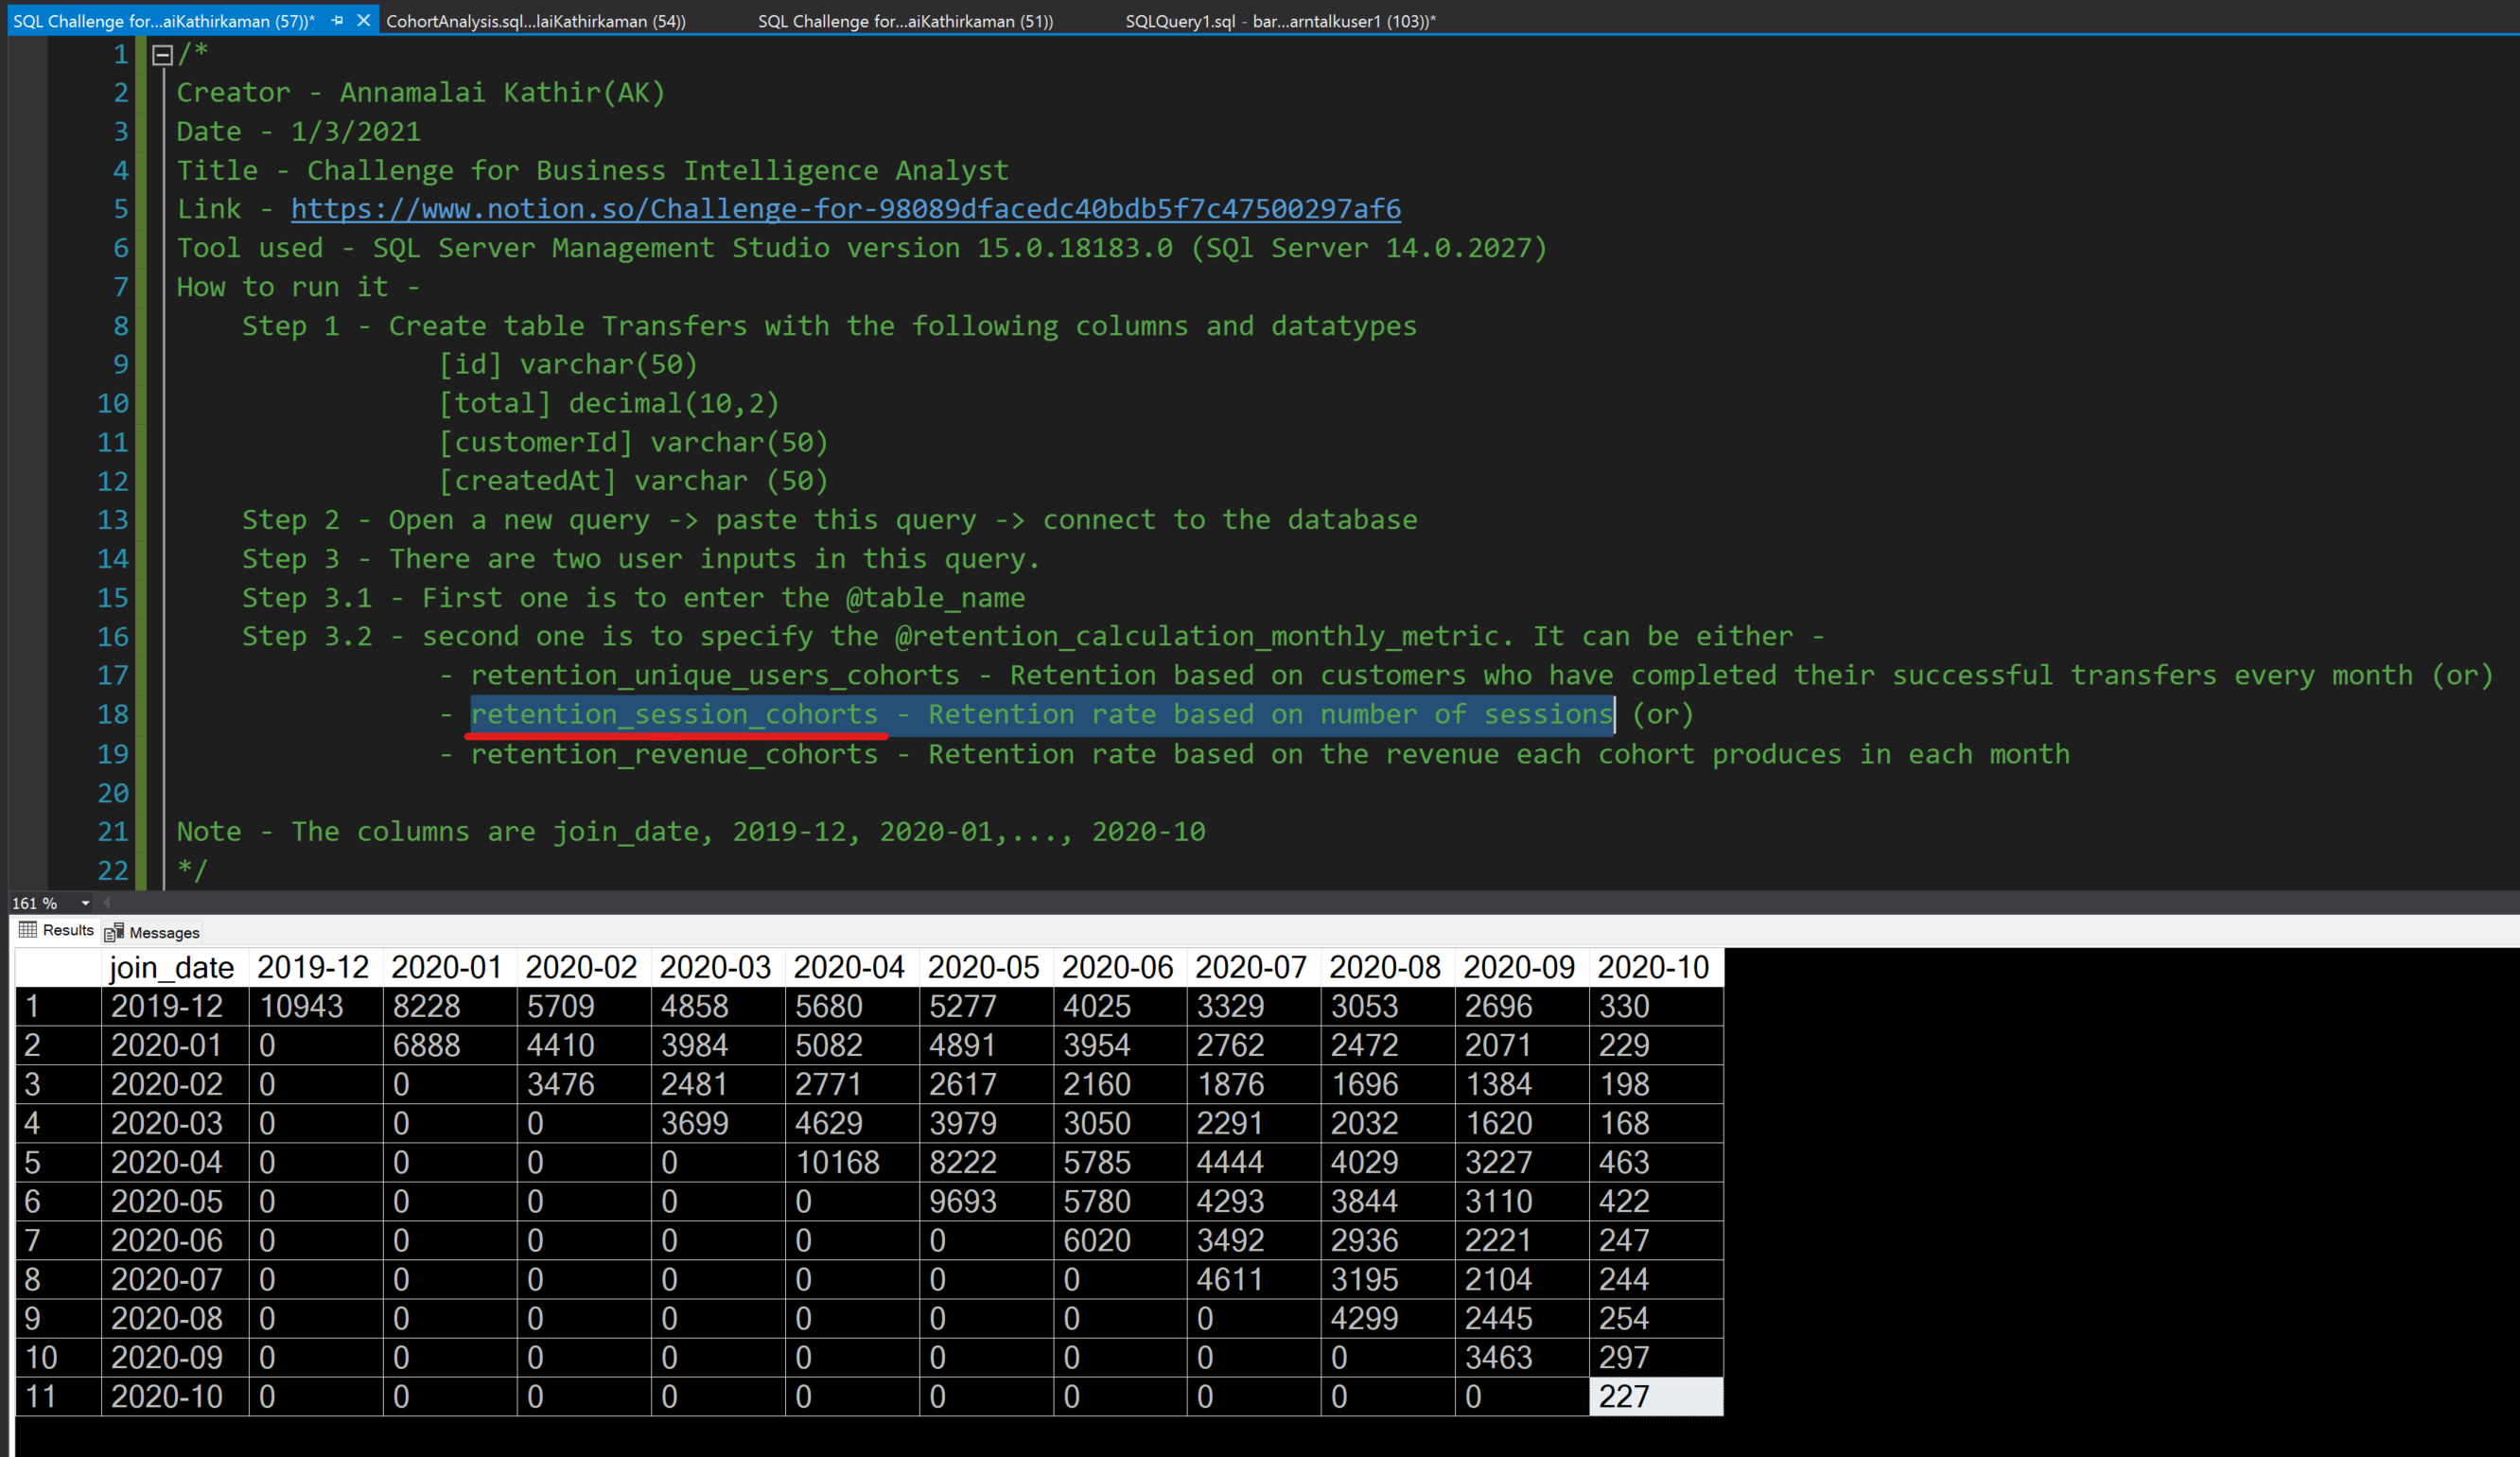 SQL Challenge for...aiKathirkaman (57))* CohortAnalysis.sql...laiKathirkaman (54)) SQL Challenge for...aiKathirkaman (51)) SQLQuery1.sql - bar...arntalkuser1 (103))*
1 /*
2 Creator - Annamalai Kathir(AK)
3 Date - 1/3/2021
4 Title - Challenge for Business Intelligence Analyst
5 Link - https://www.notion.so/Challenge-for-98089dfacedc40bdb5f7c47500297af6
6 Tool used - SQL Server Management Studio version 15.0.18183.0 (SQl Server 14.0.2027)
7 How to run it -
8 Step 1 - Create table Transfers with the following columns and datatypes
9 [id] varchar(50)
10 [total] decimal(10,2)
11 [customerId] varchar(50)
12 [createdAt] varchar (50)
13 Step 2 - Open a new query -> paste this query -> connect to the database
14 Step 3 - There are two user inputs in this query.
15 Step 3.1 - First one is to enter the @table_name
16 Step 3.2 - second one is to specify the @retention_calculation_monthly_metric. It can be either -
17 - retention_unique_users_cohorts - Retention based on customers who have completed their successful transfers every month (or)
18 - retention_session_cohorts - Retention rate based on number of sessions (or)
19 - retention_revenue_cohorts - Retention rate based on the revenue each cohort produces in each month
20
21 Note - The columns are join_date, 2019-12, 2020-01,..., 2020-10
22 */
161 %
Results Messages
join_date 2019-12 2020-01 2020-02 2020-03 2020-04 2020-05 2020-06 2020-07 2020-08 2020-09 2020-10
1 2019-12 10943 8228 5709 4858 5680 5277 4025 3329 3053 2696 330
2 2020-01 0 6888 4410 3984 5082 4891 3954 2762 2472 2071 229
3 2020-02 0 0 3476 2481 2771 2617 2160 1876 1696 1384 198
4 2020-03 0 0 0 3699 4629 3979 3050 2291 2032 1620 168
5 2020-04 0 0 0 0 10168 8222 5785 4444 4029 3227 463
6 2020-05 0 0 0 0 0 9693 5780 4293 3844 3110 422
7 2020-06 0 0 0 0 0 0 6020 3492 2936 2221 247
8 2020-07 0 0 0 0 0 0 0 4611 3195 2104 244
9 2020-08 0 0 0 0 0 0 0 0 4299 2445 254
10 2020-09 0 0 0 0 0 0 0 0 0 3463 297
11 2020-10 0 0 0 0 0 0 0 0 0 0 227